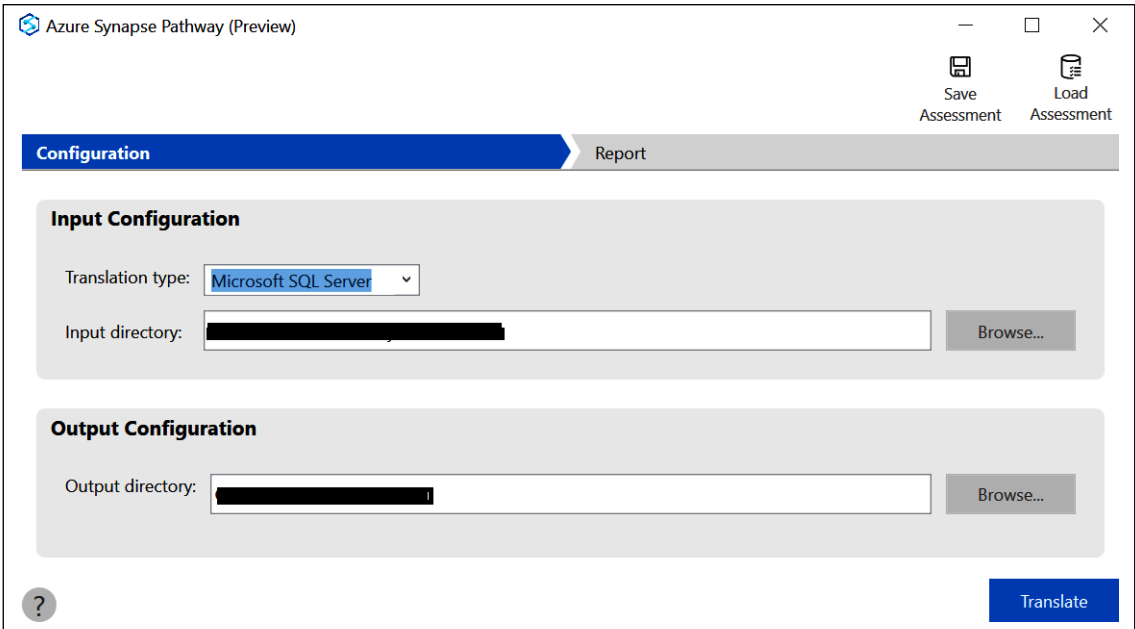 Azure Synapse Pathway (Preview)
Save
Assessment
Load
Assessment
Configuration
Report
Input Configuration
Translation type:
Microsoft SQL Server
Input directory:
Browse...
Output Configuration
Output directory:
Browse...
?
Translate